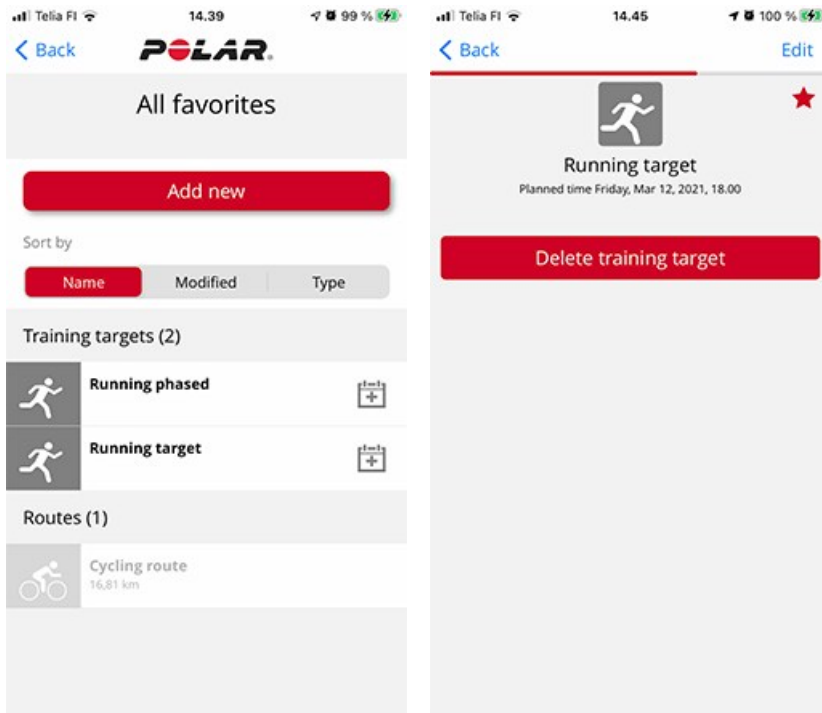 Telia FI 14.39 99 %
Back POLAR.
All favorites
Add new
Sort by
Name Modified Type
Training targets (2)
Running phased
Running target
Routes (1)
Cycling route
16,81 km
Telia FI 14.45 100 %
Back Edit
Running target
Planned time Friday, Mar 12, 2021, 18.00
Delete training target